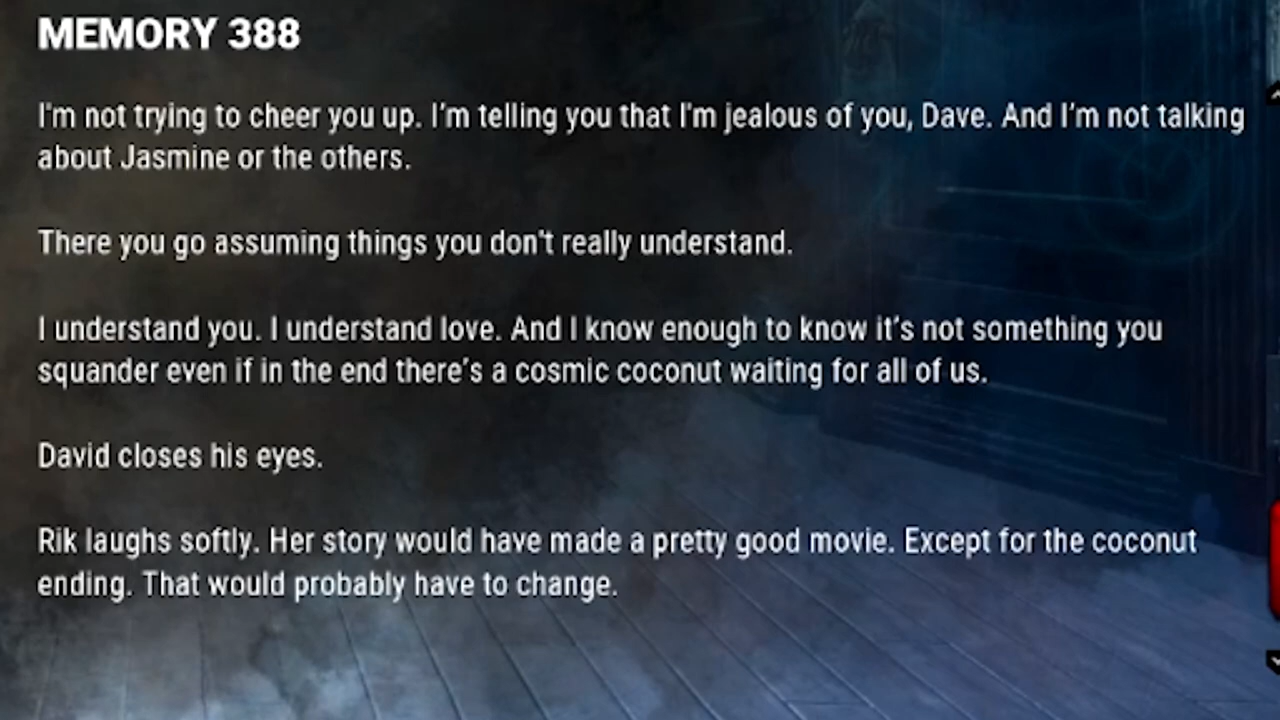 MEMORY 388
I'm not trying to cheer you up. I’m telling you that I'm jealous of you, Dave. And I’m not talking
about Jasmine or the others.
There you go assuming things you don't really understand.
I understand you. I understand love. And I know enough to know it’s not something you
squander even if in the end there’s a cosmic coconut waiting for all of us.
David closes his eyes.
Rik laughs softly. Her story would have made a pretty good movie. Except for the coconut
ending. That would probably have to change.